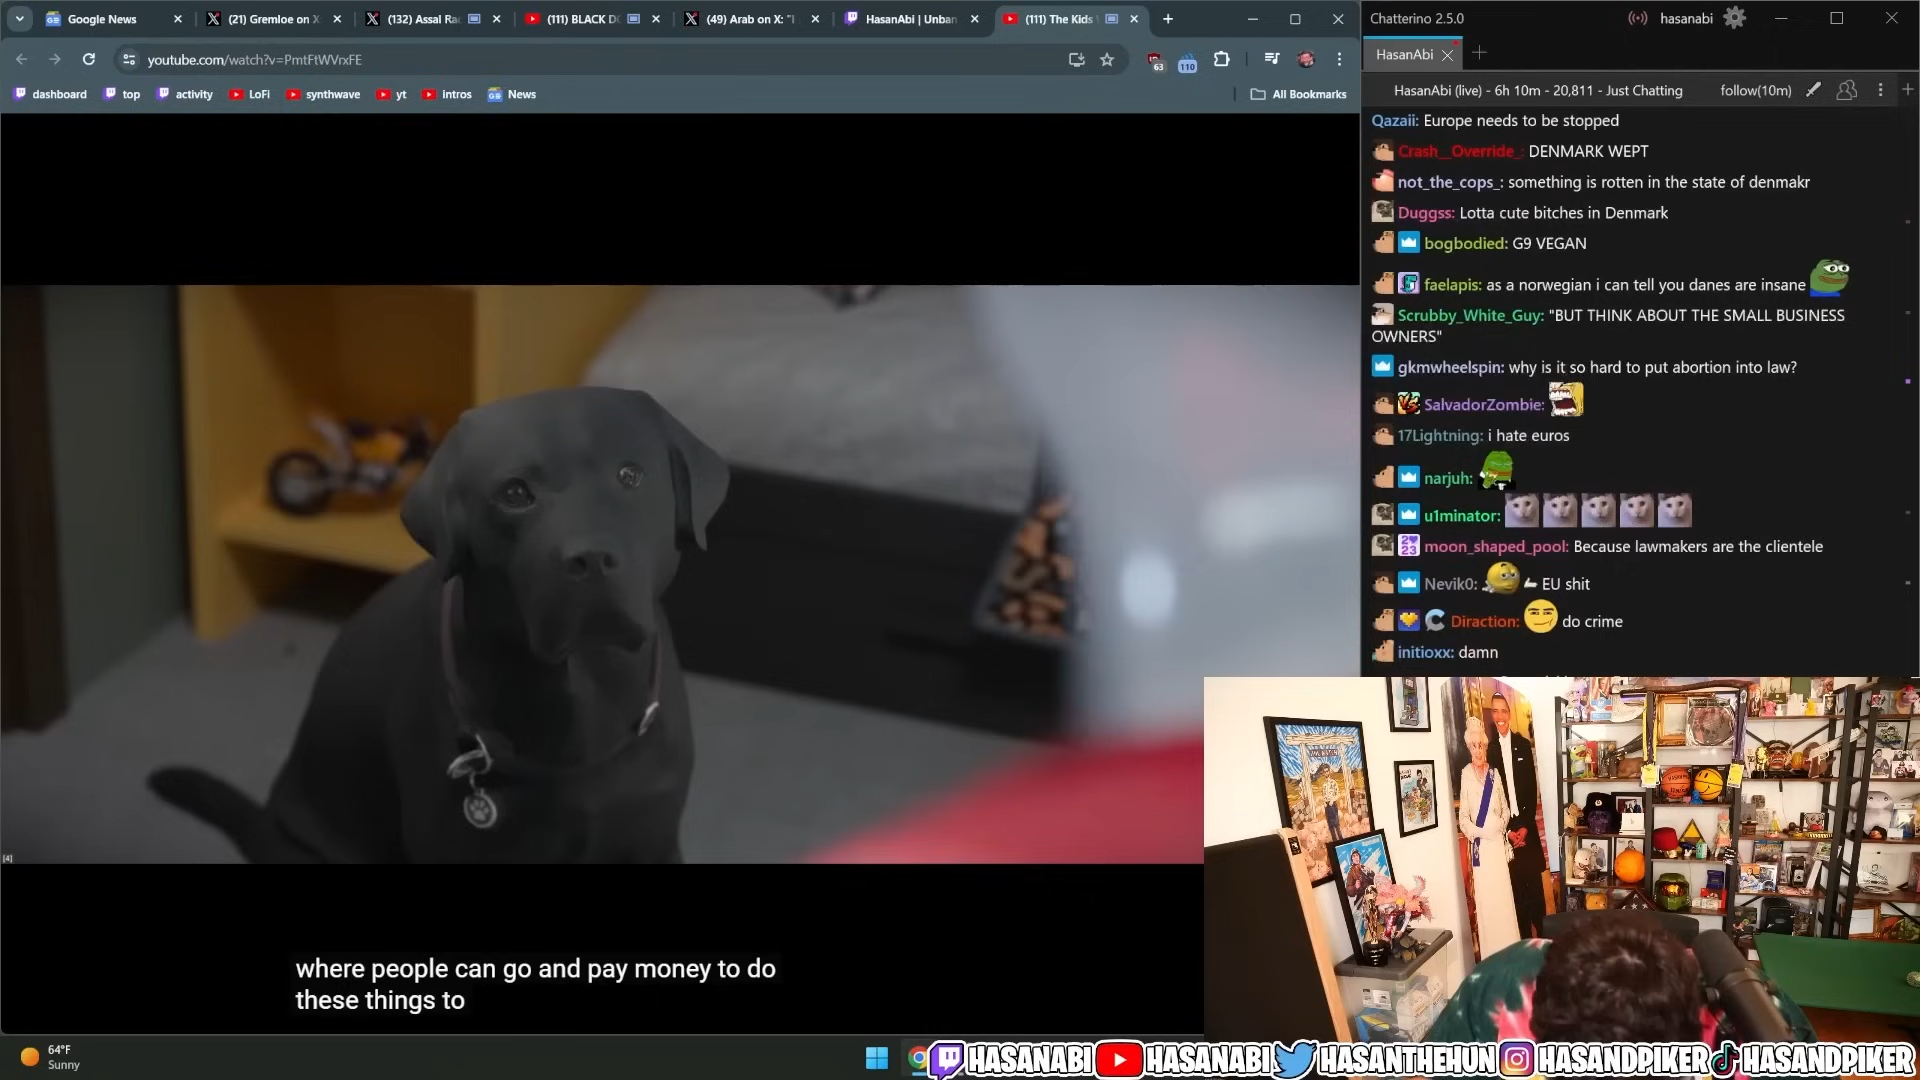 Google News
(21) Gremloe on X
(132) Assal Ra
(111) BLACK D
(49) Arab on X: "I
HasanAbi | Unban
(111) The Kids
youtube.com/watch?v=PmtFtWVrxFE
63
110
dashboard
top
activity
LoFi
synthwave
yt
Intros
News
All Bookmarks
where people can go and pay money to do
these things to
[4]
64°F
Sunny
Chatterino 2.5.0
hasanabi
HasanAbi
HasanAbi (live) - 6h 10m - 20,811 - Just Chatting
follow(10m)
Qazaii: Europe needs to be stopped
Crash__Override_: DENMARK WEPT
not_the_cops_: something is rotten in the state of denmakr
Duggss: Lotta cute bitches in Denmark
bogbodied: G9 VEGAN
faelapis: as a norwegian i can tell you danes are insane
Scrubby_White_Guy: "BUT THINK ABOUT THE SMALL BUSINESS
OWNERS"
gkmwheelspin: why is it so hard to put abortion into law?
SalvadorZombie:
17Lightning: i hate euros
narjuh:
u1minator:
moon_shaped_pool: Because lawmakers are the clientele
Nevik0: EU shit
Diraction: do crime
initioxx: damn
HASANABI
HASANABI
HASANTHEHUN
HASANDPIKER
HASANDPIKER